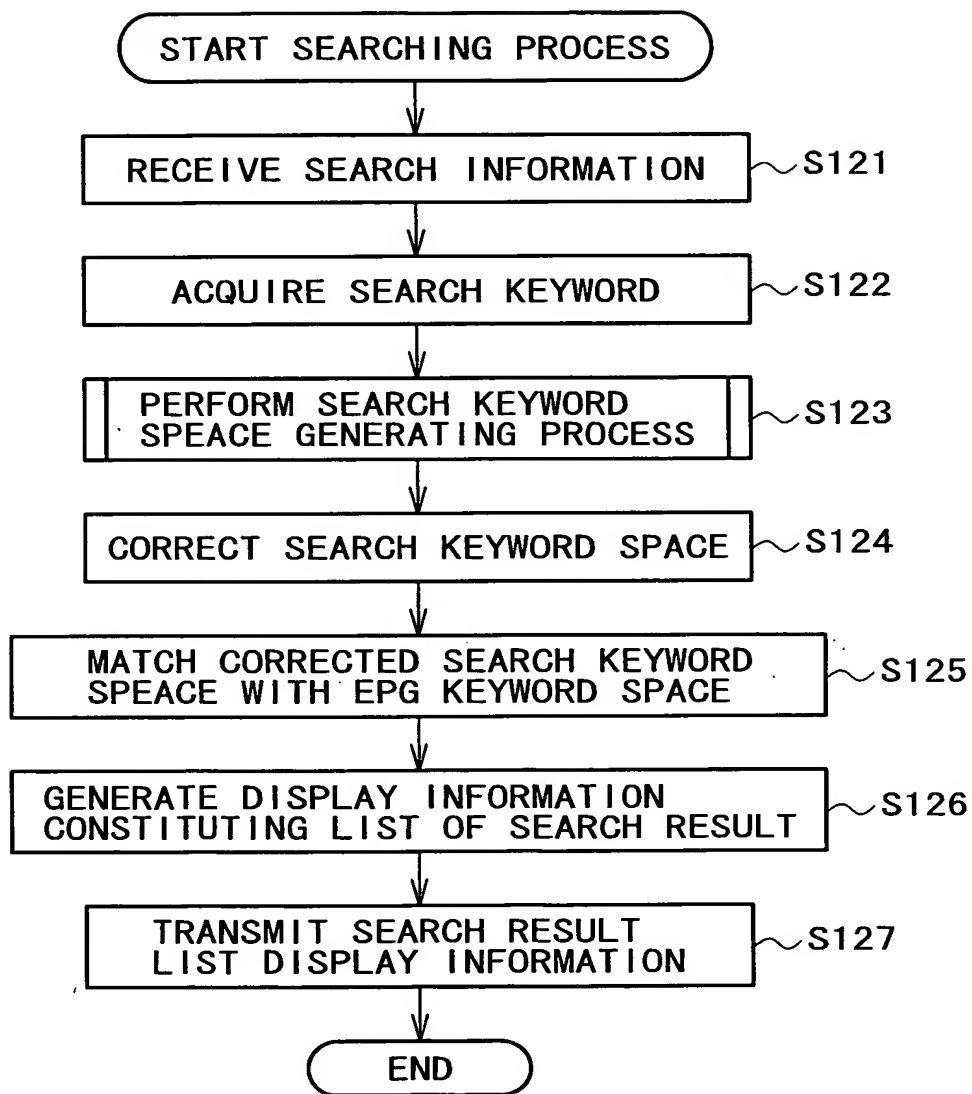 START SEARCHING PROCESS
RECEIVE SEARCH INFORMATION
S121
ACQUIRE SEARCH KEYWORD
S122
PERFORM SEARCH KEYWORD
SPEACE GENERATING PROCESS
S123
CORRECT SEARCH KEYWORD SPACE
S124
MATCH CORRECTED SEARCH KEYWORD
SPEACE WITH EPG KEYWORD SPACE
S125
GENERATE DISPLAY INFORMATION
CONSTITUTING LIST OF SEARCH RESULT
S126
TRANSMIT SEARCH RESULT
LIST DISPLAY INFORMATION
S127
END